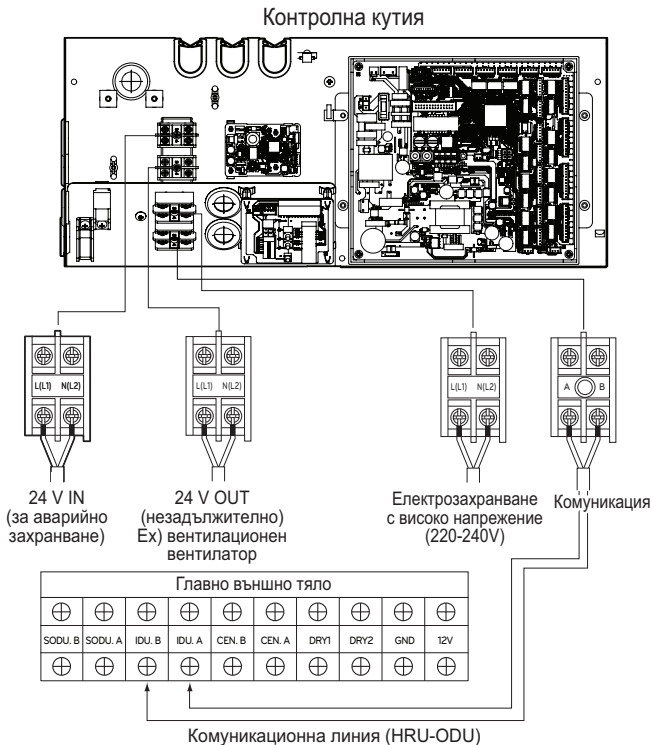 Контролна кутия
L(L1) N(L2)
L(L1) N(L2)
L(L1) N(L2)
A B
24 V IN
(за аварийно
захранване)
24 V OUT
(незадължително)
Ex) вентилационен
вентилатор
Електрозахранване
с високо напрежение
(220-240V)
Комуникация
Главно външно тяло
SODU. B SODU. A IDU. B IDU. A CEN. B CEN. A DRY1 DRY2 GND 12V
Комуникационна линия (HRU-ODU)